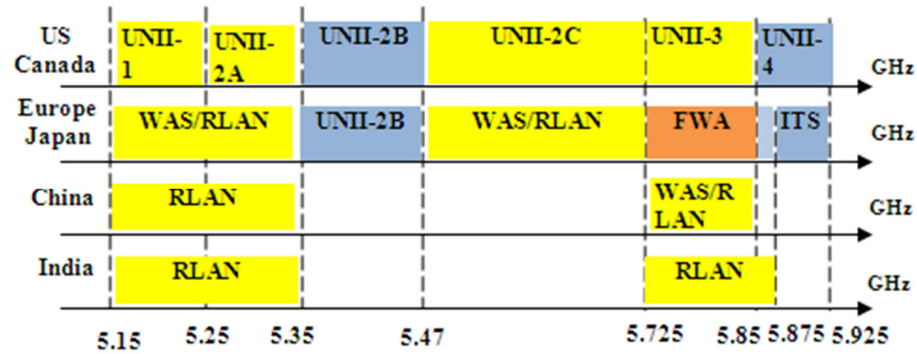 US
Canada
UNII-
1
UNII-
2A
UNII-2B
UNII-2C
UNII-3
UNII-
4
GHz
Europe
Japan
WAS/RLAN
UNII-2B
WAS/RLAN
FWA
ITS
GHz
China
RLAN
WAS/R
LAN
GHz
India
RLAN
RLAN
GHz
5.15 5.25 5.35 5.47 5.725 5.85 5.875 5.925